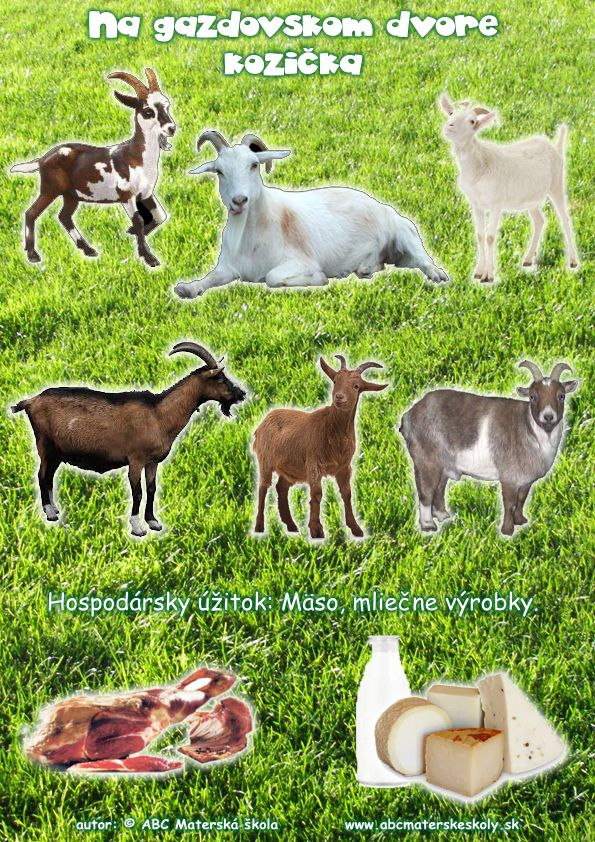 Na gazdovskom dvore
kozička
Hospodársky úžitok: Mäso, mliečne výrobky.
autor: © ABC Materská škola www.abcmaterskeskoly.sk